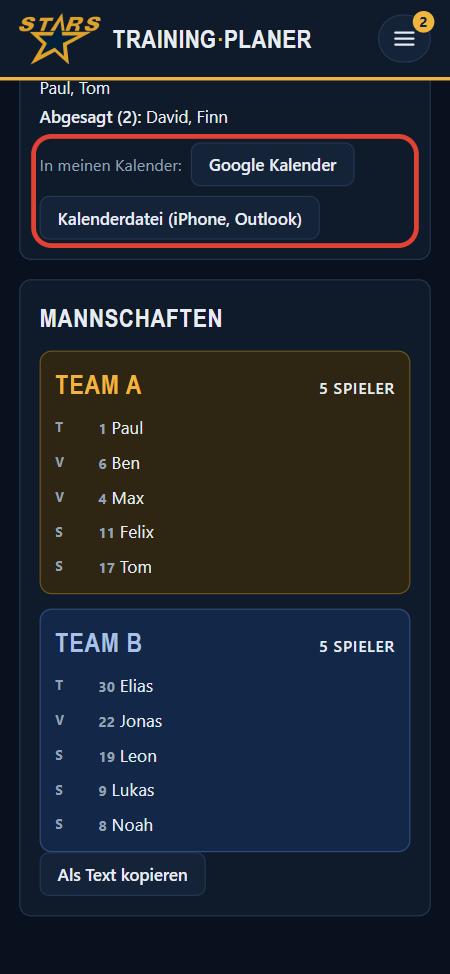 STARS
TRAINING·PLANER
2
Paul, Tom
Abgesagt (2): David, Finn
In meinen Kalender: Google Kalender
Kalenderdatei (iPhone, Outlook)
MANNSCHAFTEN
TEAM A 5 SPIELER
T 1 Paul
V 6 Ben
V 4 Max
S 11 Felix
S 17 Tom
TEAM B 5 SPIELER
T 30 Elias
V 22 Jonas
S 19 Leon
S 9 Lukas
S 8 Noah
Als Text kopieren